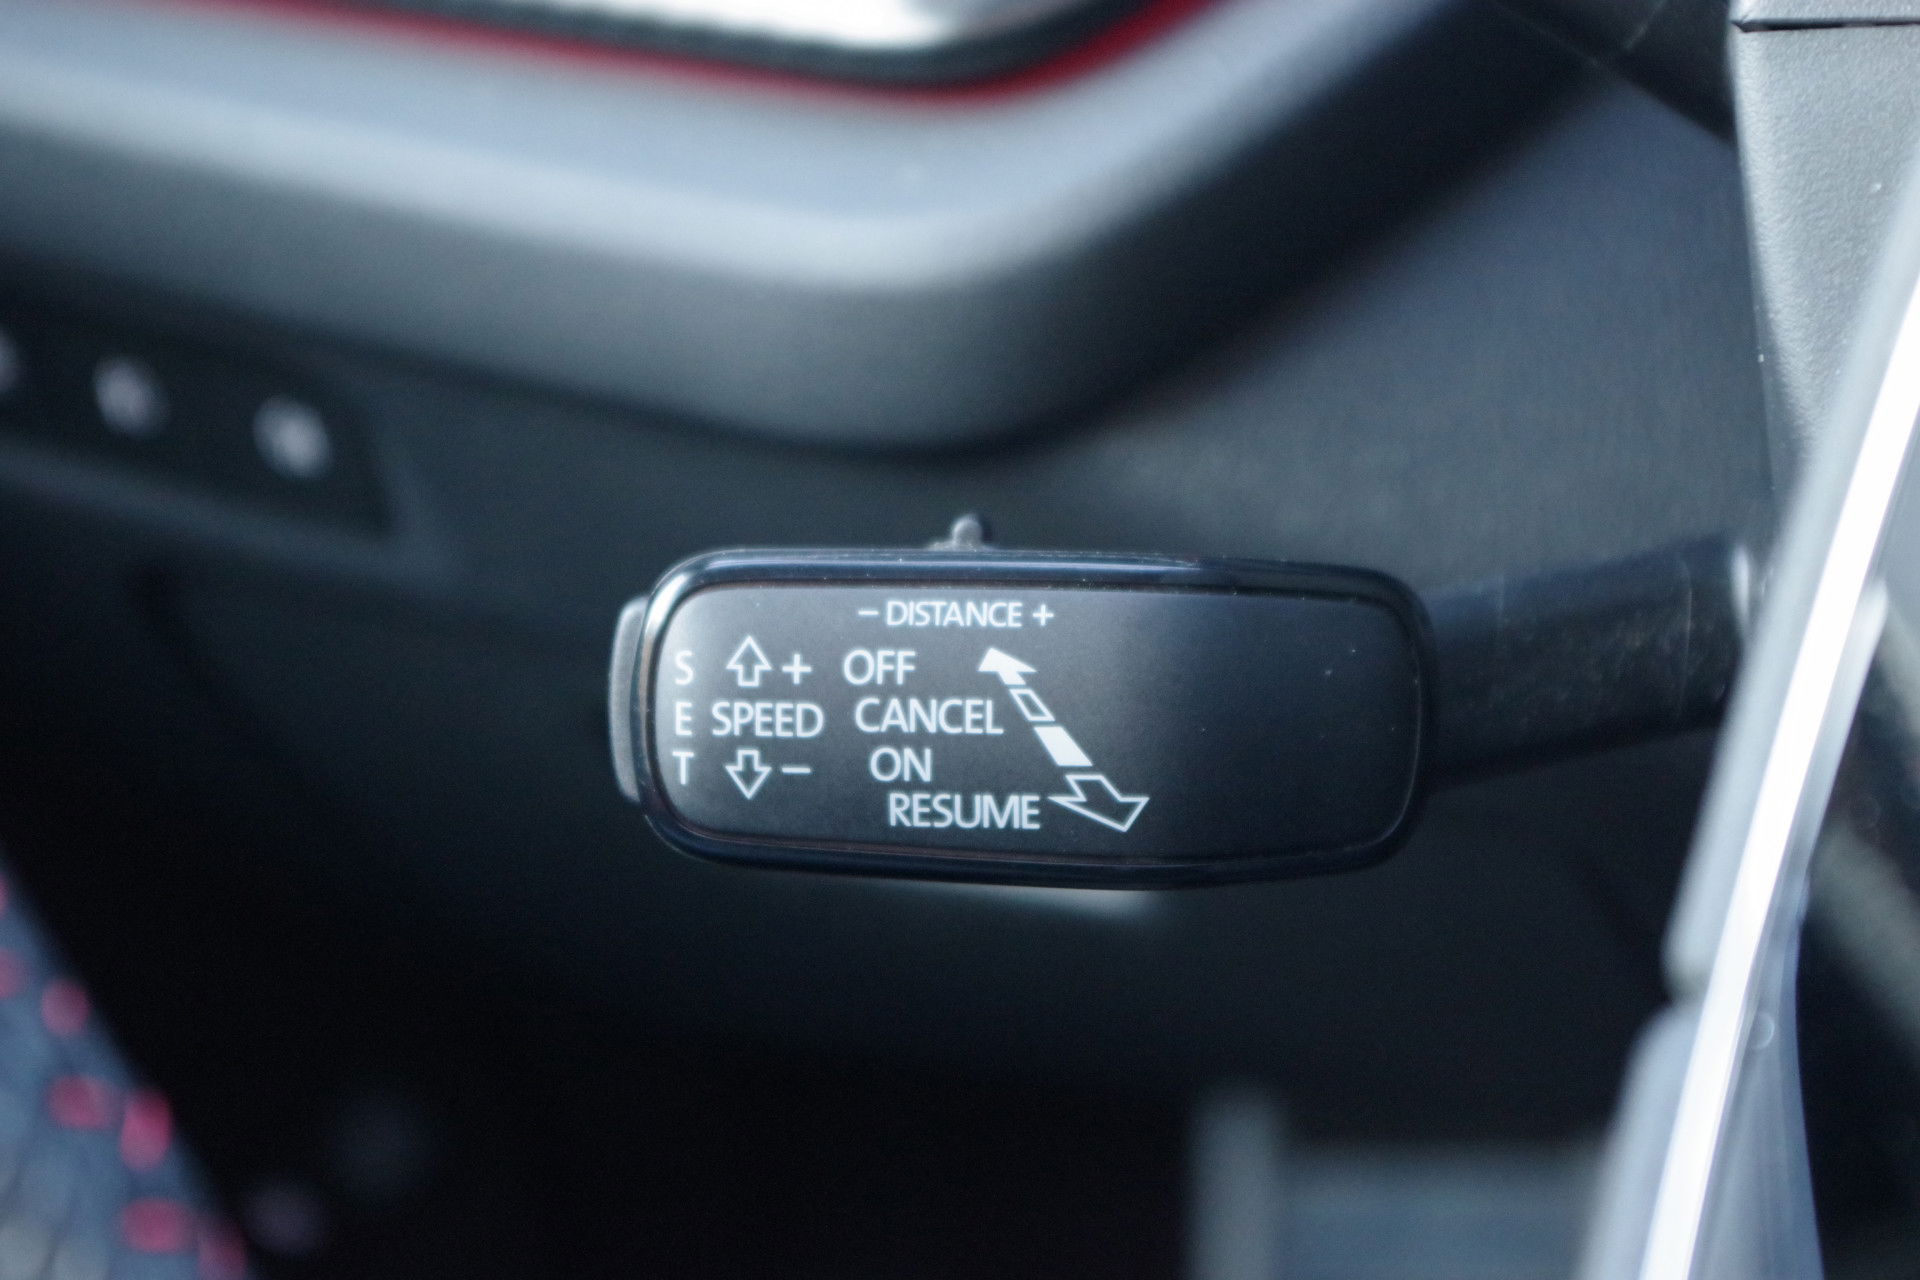 – DISTANCE +
S + OFF
E SPEED CANCEL
T – ON
RESUME